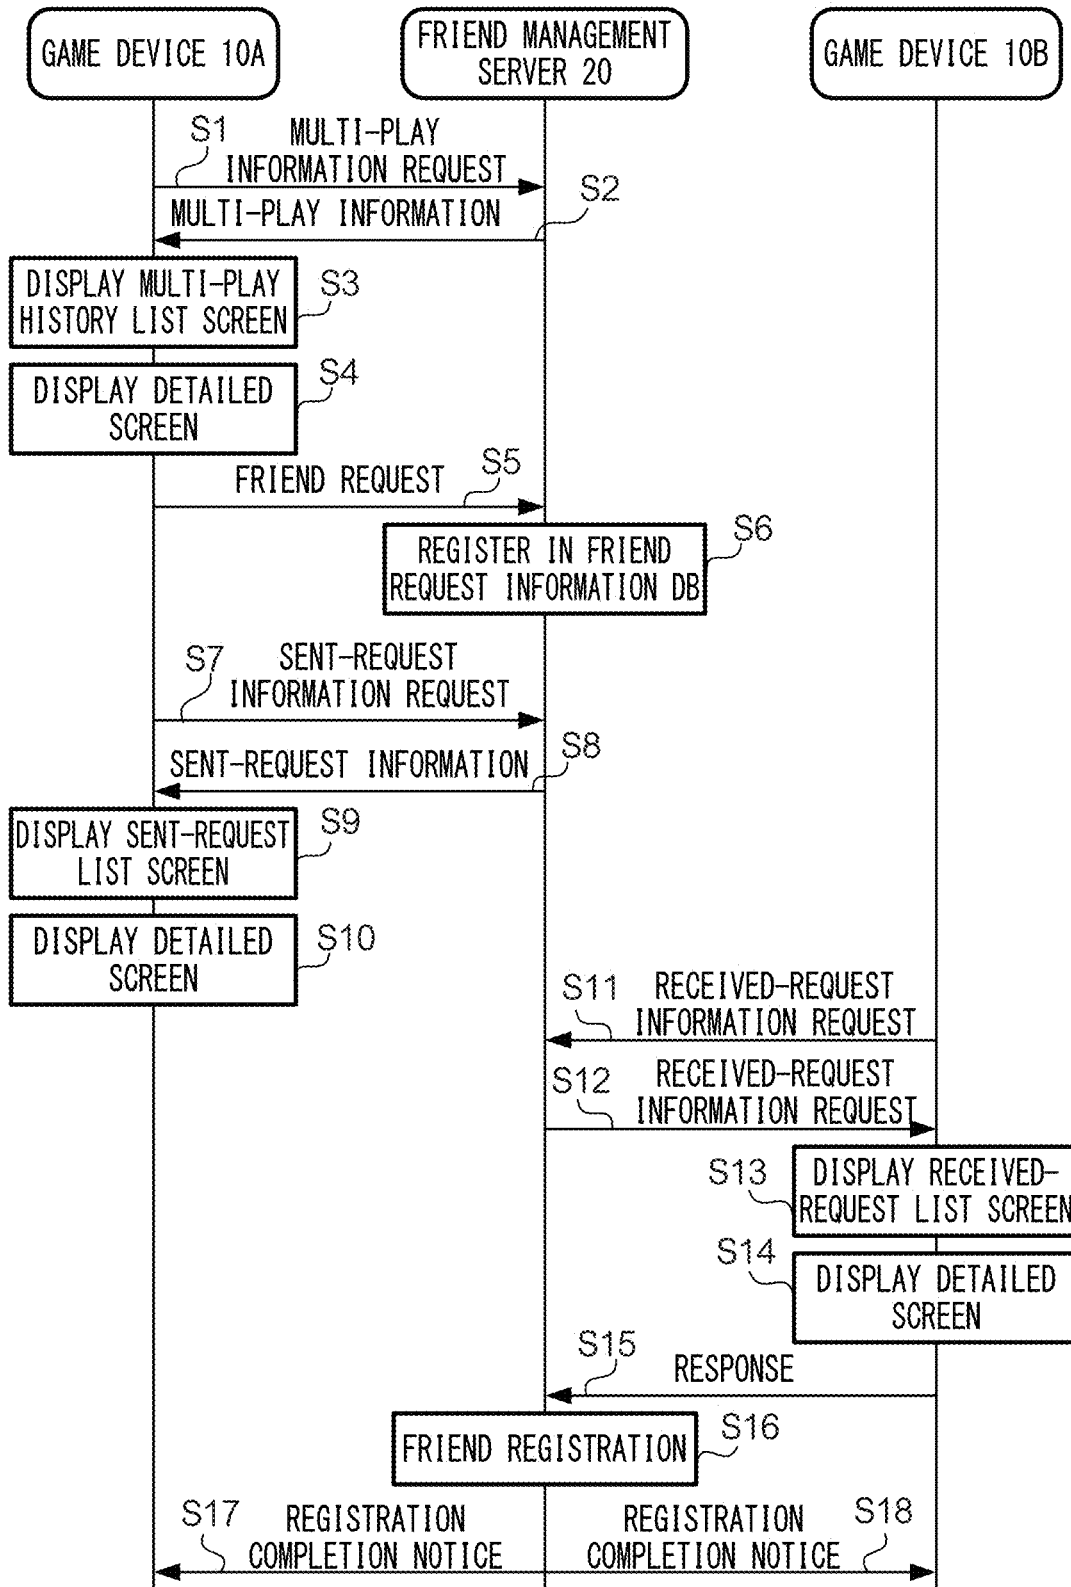 GAME DEVICE 10A
FRIEND MANAGEMENT
SERVER 20
GAME DEVICE 10B
S1
MULTI-PLAY
INFORMATION REQUEST
S2
MULTI-PLAY INFORMATION
DISPLAY MULTI-PLAY
HISTORY LIST SCREEN
S3
DISPLAY DETAILED
SCREEN
S4
FRIEND REQUEST
S5
REGISTER IN FRIEND
REQUEST INFORMATION DB
S6
S7
SENT-REQUEST
INFORMATION REQUEST
SENT-REQUEST INFORMATION
S8
DISPLAY SENT-REQUEST
LIST SCREEN
S9
DISPLAY DETAILED
SCREEN
S10
S11
RECEIVED-REQUEST
INFORMATION REQUEST
S12
RECEIVED-REQUEST
INFORMATION REQUEST
S13
DISPLAY RECEIVED-
REQUEST LIST SCREEN
S14
DISPLAY DETAILED
SCREEN
S15
RESPONSE
FRIEND REGISTRATION
S16
S17
REGISTRATION
COMPLETION NOTICE
REGISTRATION
COMPLETION NOTICE
S18